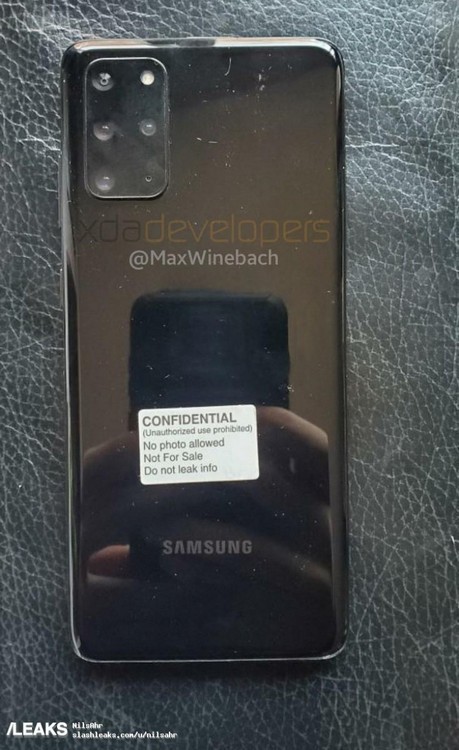 xdadevelopers
@MaxWinebach
CONFIDENTIAL
(Unauthorized use prohibited)
No photo allowed
Not For Sale
Do not leak info
SAMSUNG
/LEAKS
NilsAhr
slashleaks.com/u/nilsahr